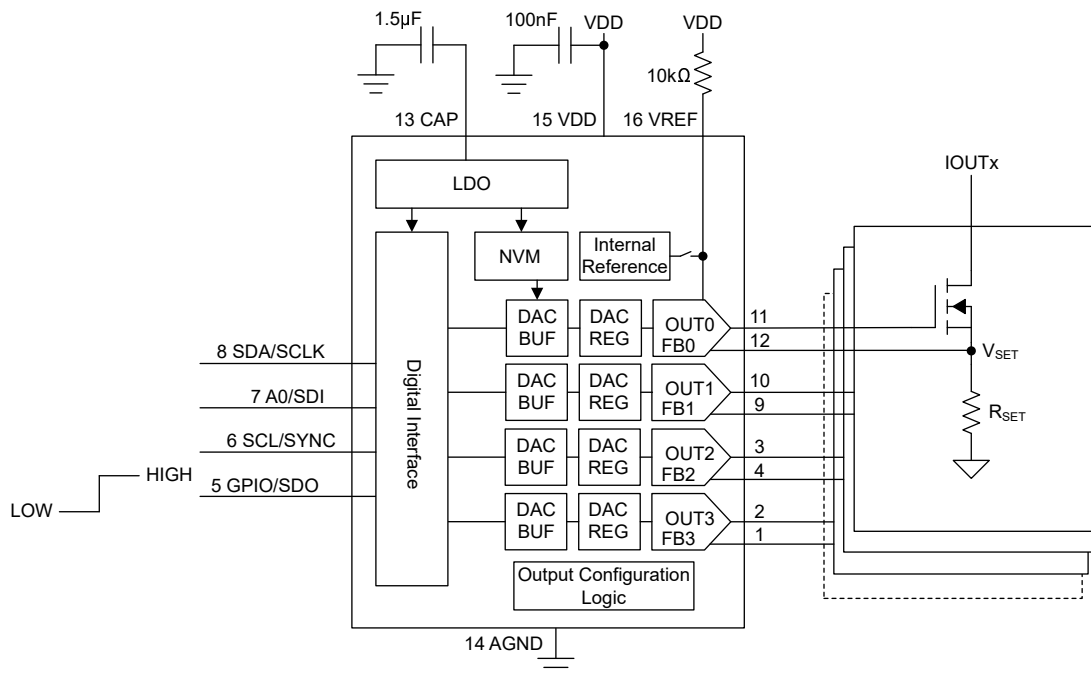 1.5µF
100nF
VDD
VDD
10kΩ
13 CAP
15 VDD
16 VREF
IOUTx
LDO
NVM
Internal
Reference
DAC
BUF
DAC
REG
OUT0
FB0
11
12
VSET
8 SDA/SCLK
7 A0/SDI
6 SCL/SYNC
5 GPIO/SDO
HIGH
LOW
Digital Interface
DAC
BUF
DAC
REG
OUT1
FB1
10
9
RSET
DAC
BUF
DAC
REG
OUT2
FB2
3
4
DAC
BUF
DAC
REG
OUT3
FB3
2
1
Output Configuration
Logic
14 AGND